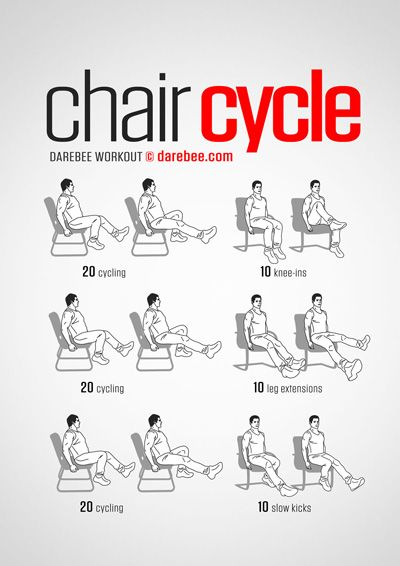 chair cycle
DAREBEE WORKOUT © darebee.com
20 cycling
10 knee-ins
20 cycling
10 leg extensions
20 cycling
10 slow kicks